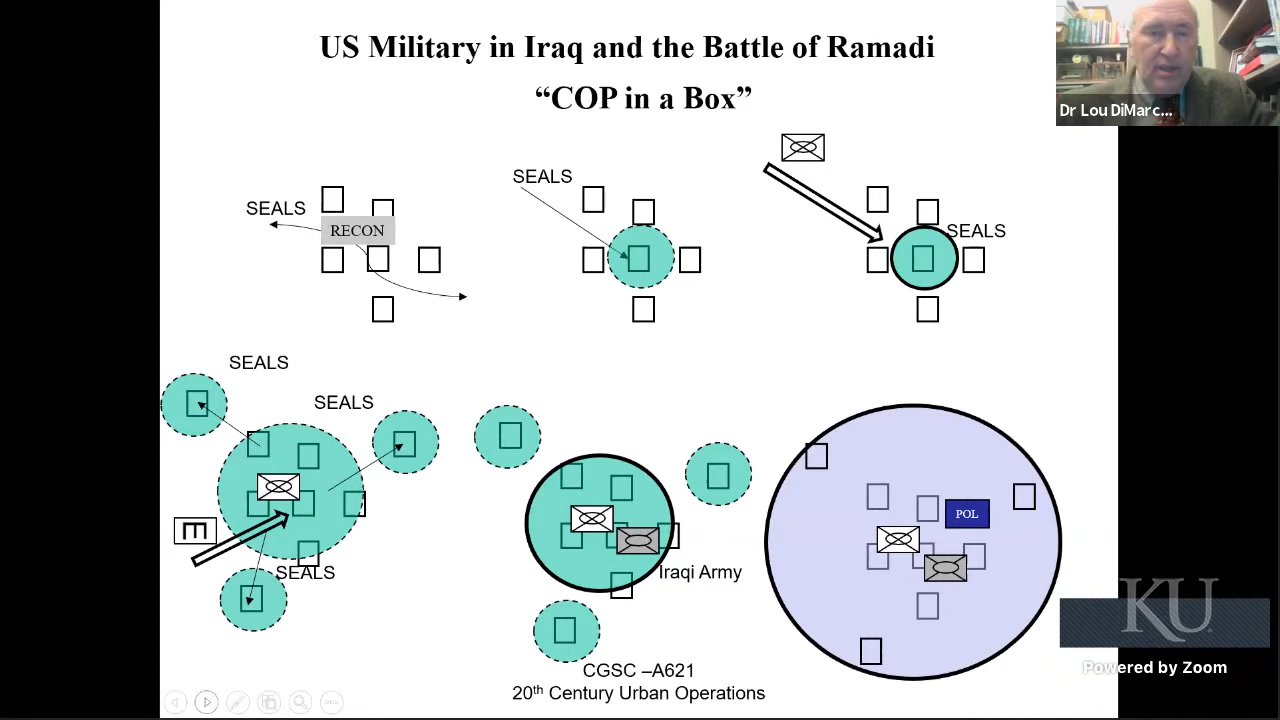 US Military in Iraq and the Battle of Ramadi
“COP in a Box”
Dr Lou DiMarc...
SEALS
RECON
SEALS
SEALS
SEALS
SEALS
SEALS
E
Iraqi Army
POL
CGSC –A621
20th Century Urban Operations
KU
Powered by Zoom